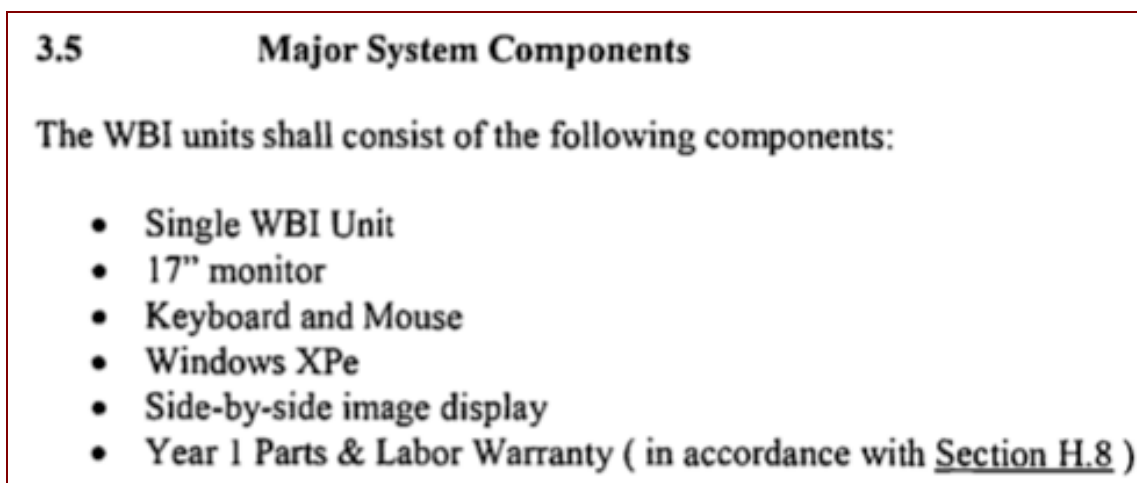 3.5 Major System Components
The WBI units shall consist of the following components:
• Single WBI Unit
• 17” monitor
• Keyboard and Mouse
• Windows XPe
• Side-by-side image display
• Year 1 Parts & Labor Warranty ( in accordance with Section H.8 )